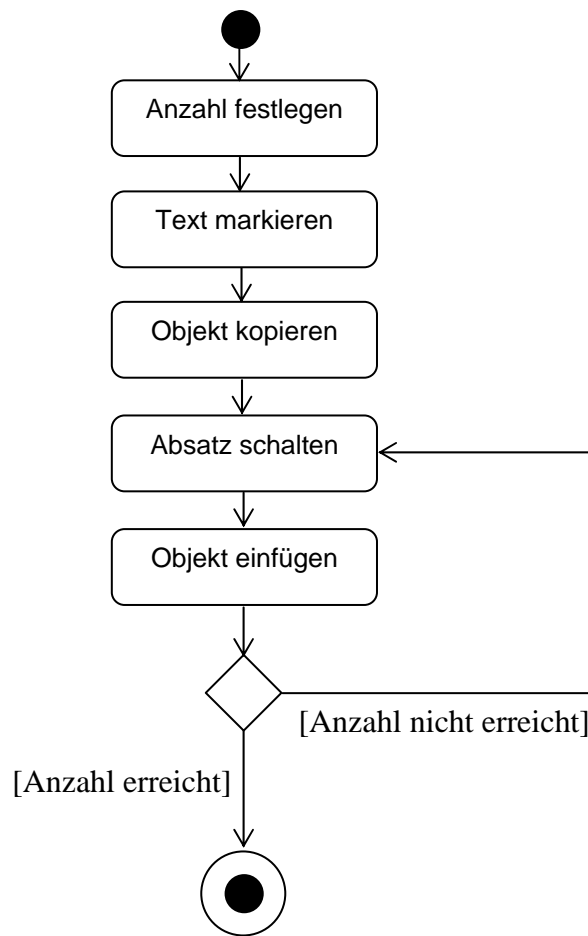 Anzahl festlegen
Text markieren
Objekt kopieren
Absatz schalten
Objekt einfügen
[Anzahl nicht erreicht]
[Anzahl erreicht]